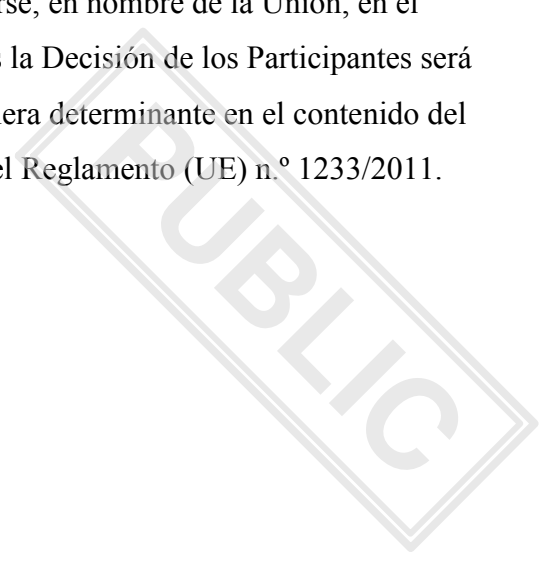 rse, en nombre de la Unión, en el
s la Decisión de los Participantes será
era determinante en el contenido del
el Reglamento (UE) n.º 1233/2011.
PUBLIC